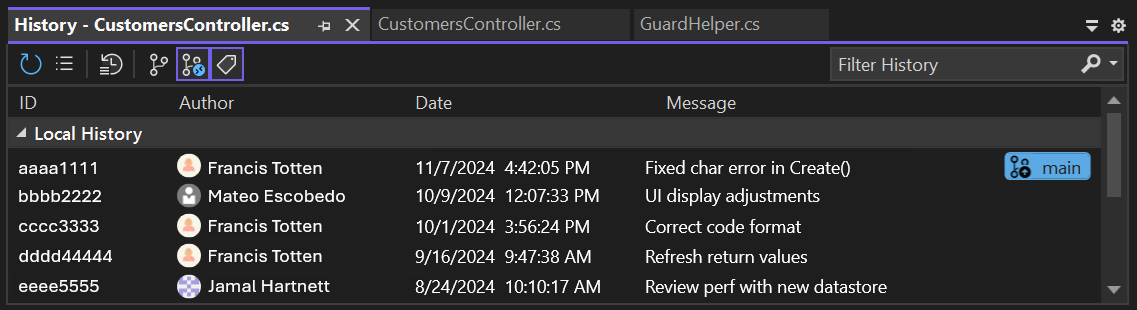 History - CustomersController.cs CustomersController.cs GuardHelper.cs
Filter History
ID Author Date Message
Local History
aaaa1111 Francis Totten 11/7/2024 4:42:05 PM Fixed char error in Create() main
bbbb2222 Mateo Escobedo 10/9/2024 12:07:33 PM UI display adjustments
cccc3333 Francis Totten 10/1/2024 3:56:24 PM Correct code format
dddd44444 Francis Totten 9/16/2024 9:47:38 AM Refresh return values
eeee5555 Jamal Hartnett 8/24/2024 10:10:17 AM Review perf with new datastore